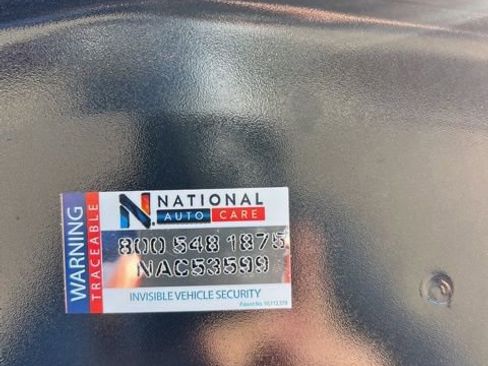 WARNING
TRACEABLE
N.
NATIONAL
AUTO CARE
800 548 1875
NAC53599
INVISIBLE VEHICLE SECURITY